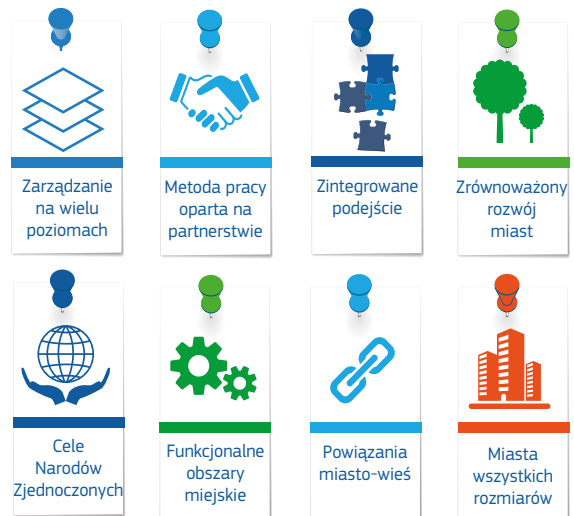 Zarządzanie
na wielu
poziomach
Metoda pracy
oparta na
partnerstwie
Zintegrowane
podejście
Zrównoważony
rozwój
miast
Cele
Narodów
Zjednoczonych
Funkcjonalne
obszary
miejskie
Powiązania
miasto-wieś
Miasta
wszystkich
rozmiarów